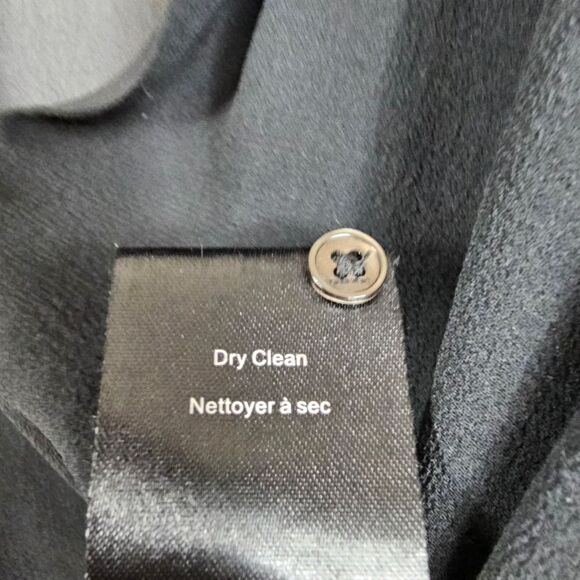 Dry Clean
Nettoyer à sec